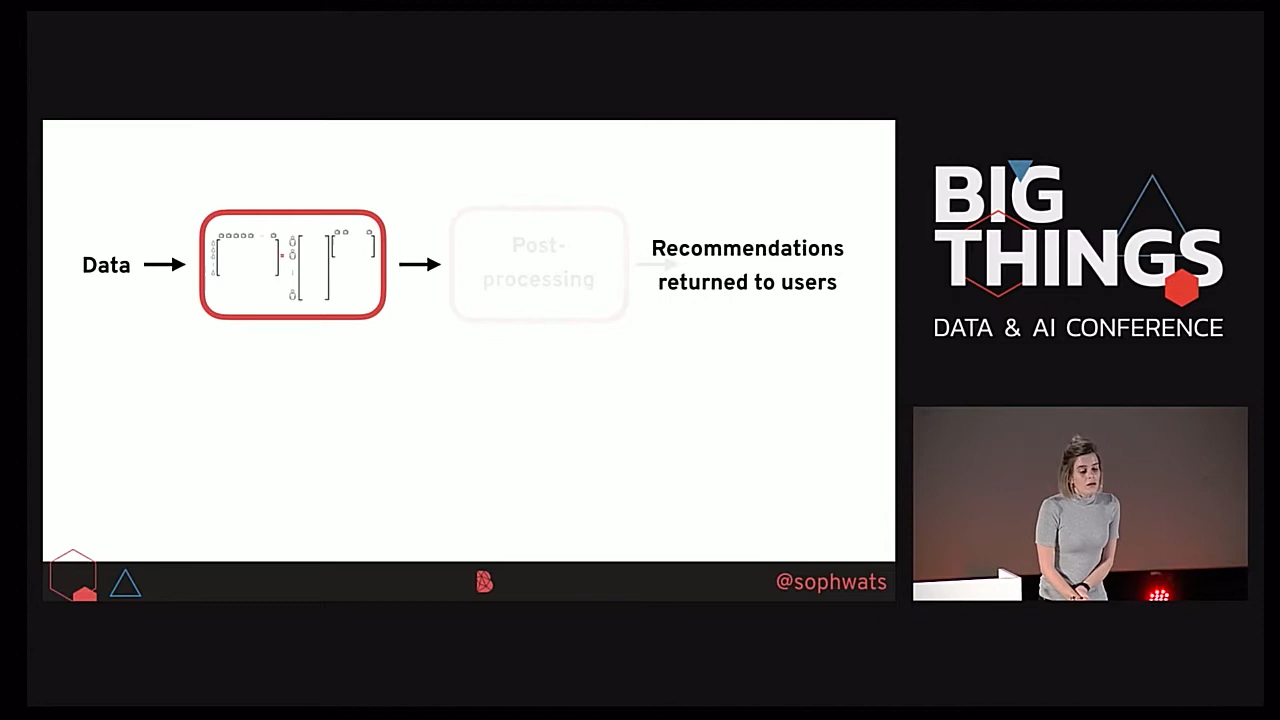 Data
Post-
processing
Recommendations
returned to users
@sophwats
BIG
THINGS
DATA & AI CONFERENCE